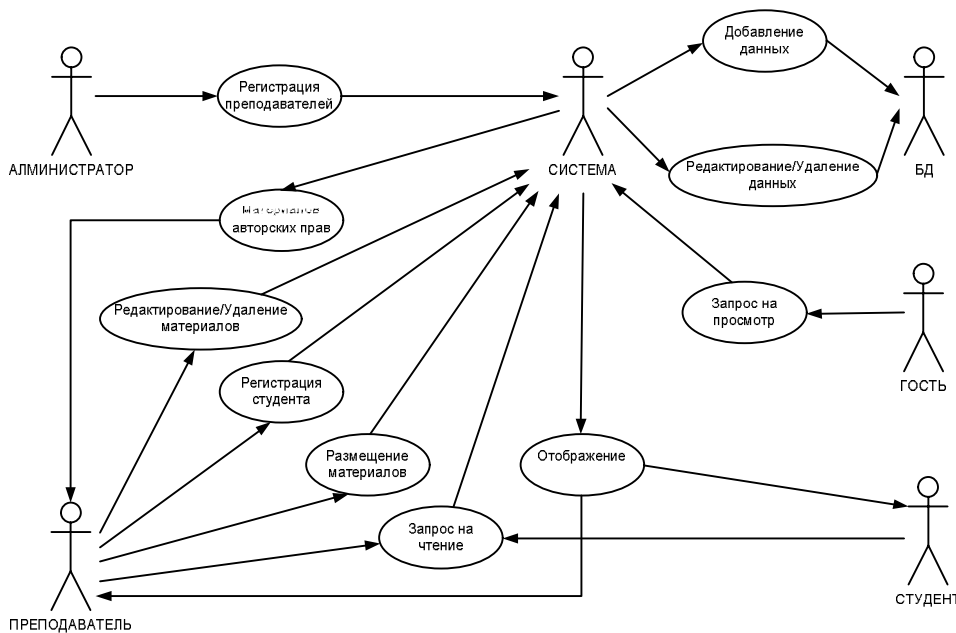 Добавление
данных
Регистрация
преподавателей
АЛМИНИСТРАТОР
СИСТЕМА
Редактирование/Удаление
данных
БД
авторских прав
Редактирование/Удаление
материалов
Запрос на
просмотр
ГОСТЬ
Регистрация
студента
Размещение
материалов
Отображение
Запрос на
чтение
СТУДЕНТ
ПРЕПОДАВАТЕЛЬ